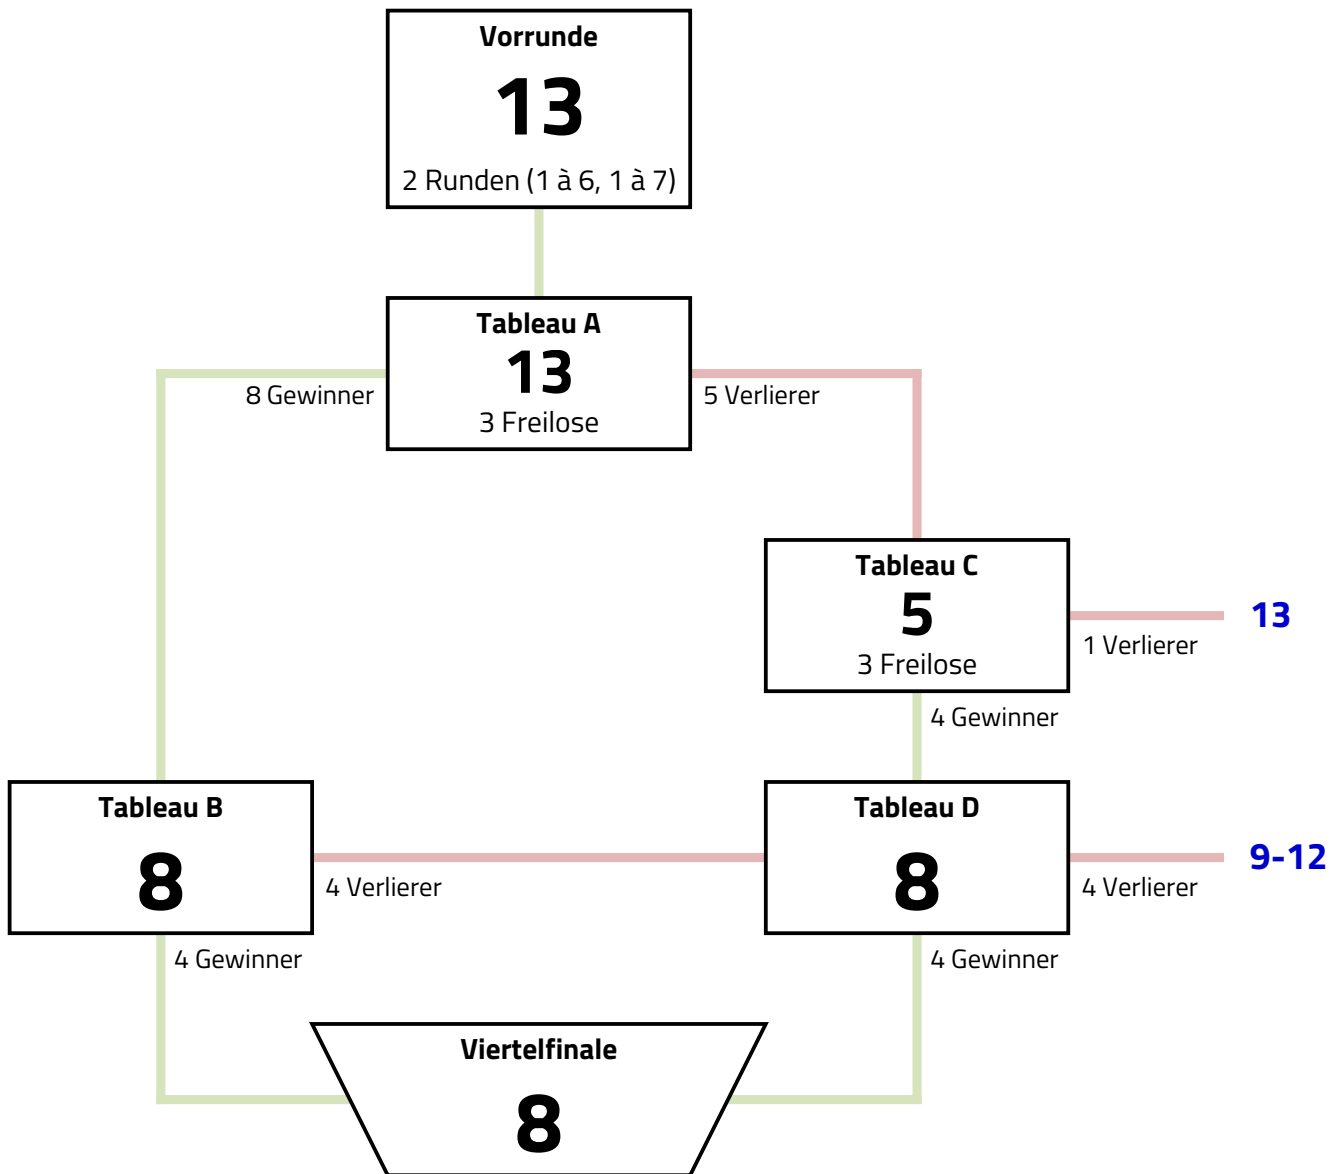 Vorrunde
13
2 Runden (1 à 6, 1 à 7)
Tableau A
13
3 Freilose
8 Gewinner
5 Verlierer
Tableau C
5
3 Freilose
1 Verlierer
13
4 Gewinner
Tableau B
8
4 Verlierer
4 Gewinner
Tableau D
8
4 Verlierer
9-12
4 Gewinner
Viertelfinale
8